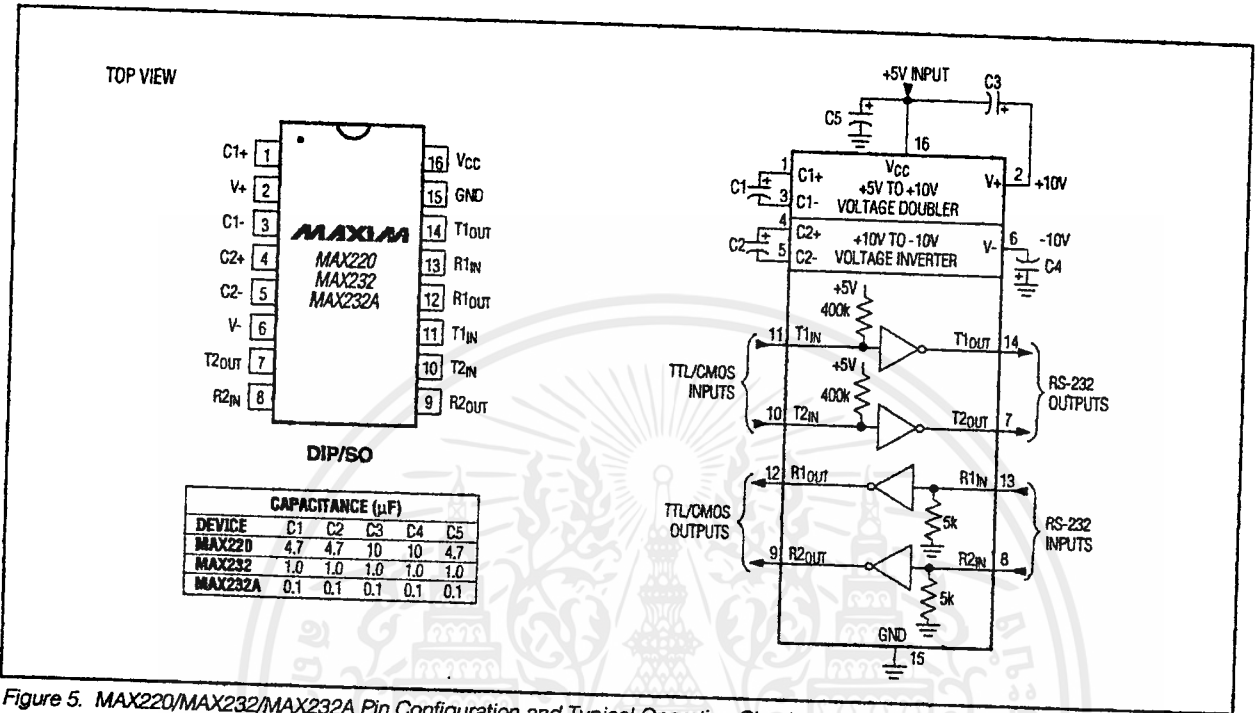 TOP VIEW
C1+ 1
V+ 2
C1- 3
C2+ 4
C2- 5
V- 6
T2OUT 7
R2IN 8
MAXIM
MAX220
MAX232
MAX232A
16 VCC
15 GND
14 T1OUT
13 R1IN
12 R1OUT
11 T1IN
10 T2IN
9 R2OUT
DIP/SO
CAPACITANCE (µF)
DEVICE C1 C2 C3 C4 C5
MAX220 4.7 4.7 10 10 4.7
MAX232 1.0 1.0 1.0 1.0 1.0
MAX232A 0.1 0.1 0.1 0.1 0.1
+5V INPUT
C3
+
C5
+
16
VCC
1
C1+
C1
+
3
C1-
+5V TO +10V
VOLTAGE DOUBLER
V+
2
+10V
4
C2+
C2
+
5
C2-
+10V TO -10V
VOLTAGE INVERTER
V-
6
-10V
C4
+
+5V
400k
11 T1IN
T1OUT 14
+5V
400k
TTL/CMOS
INPUTS
10 T2IN
T2OUT 7
RS-232
OUTPUTS
12 R1OUT
R1IN 13
5k
TTL/CMOS
OUTPUTS
9 R2OUT
R2IN 8
5k
RS-232
INPUTS
GND
15
Figure 5. MAX220/MAX232/MAX232A Pin Configuration and Typical